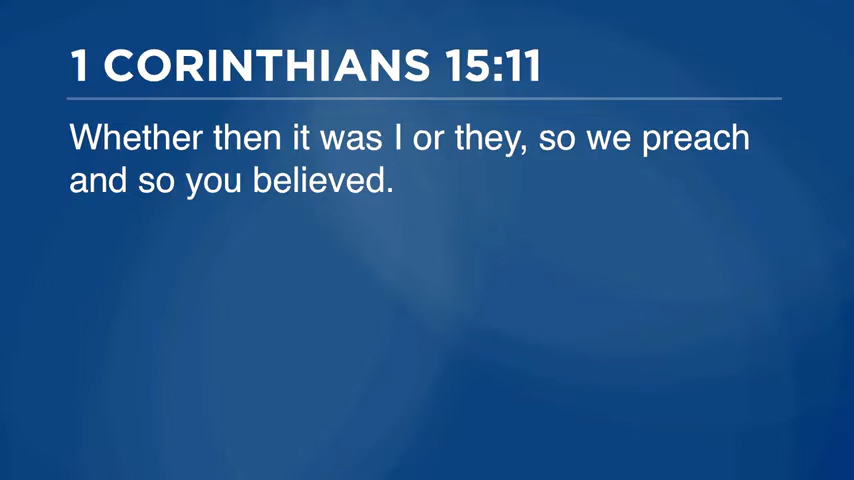 1 CORINTHIANS 15:11
Whether then it was I or they, so we preach
and so you believed.